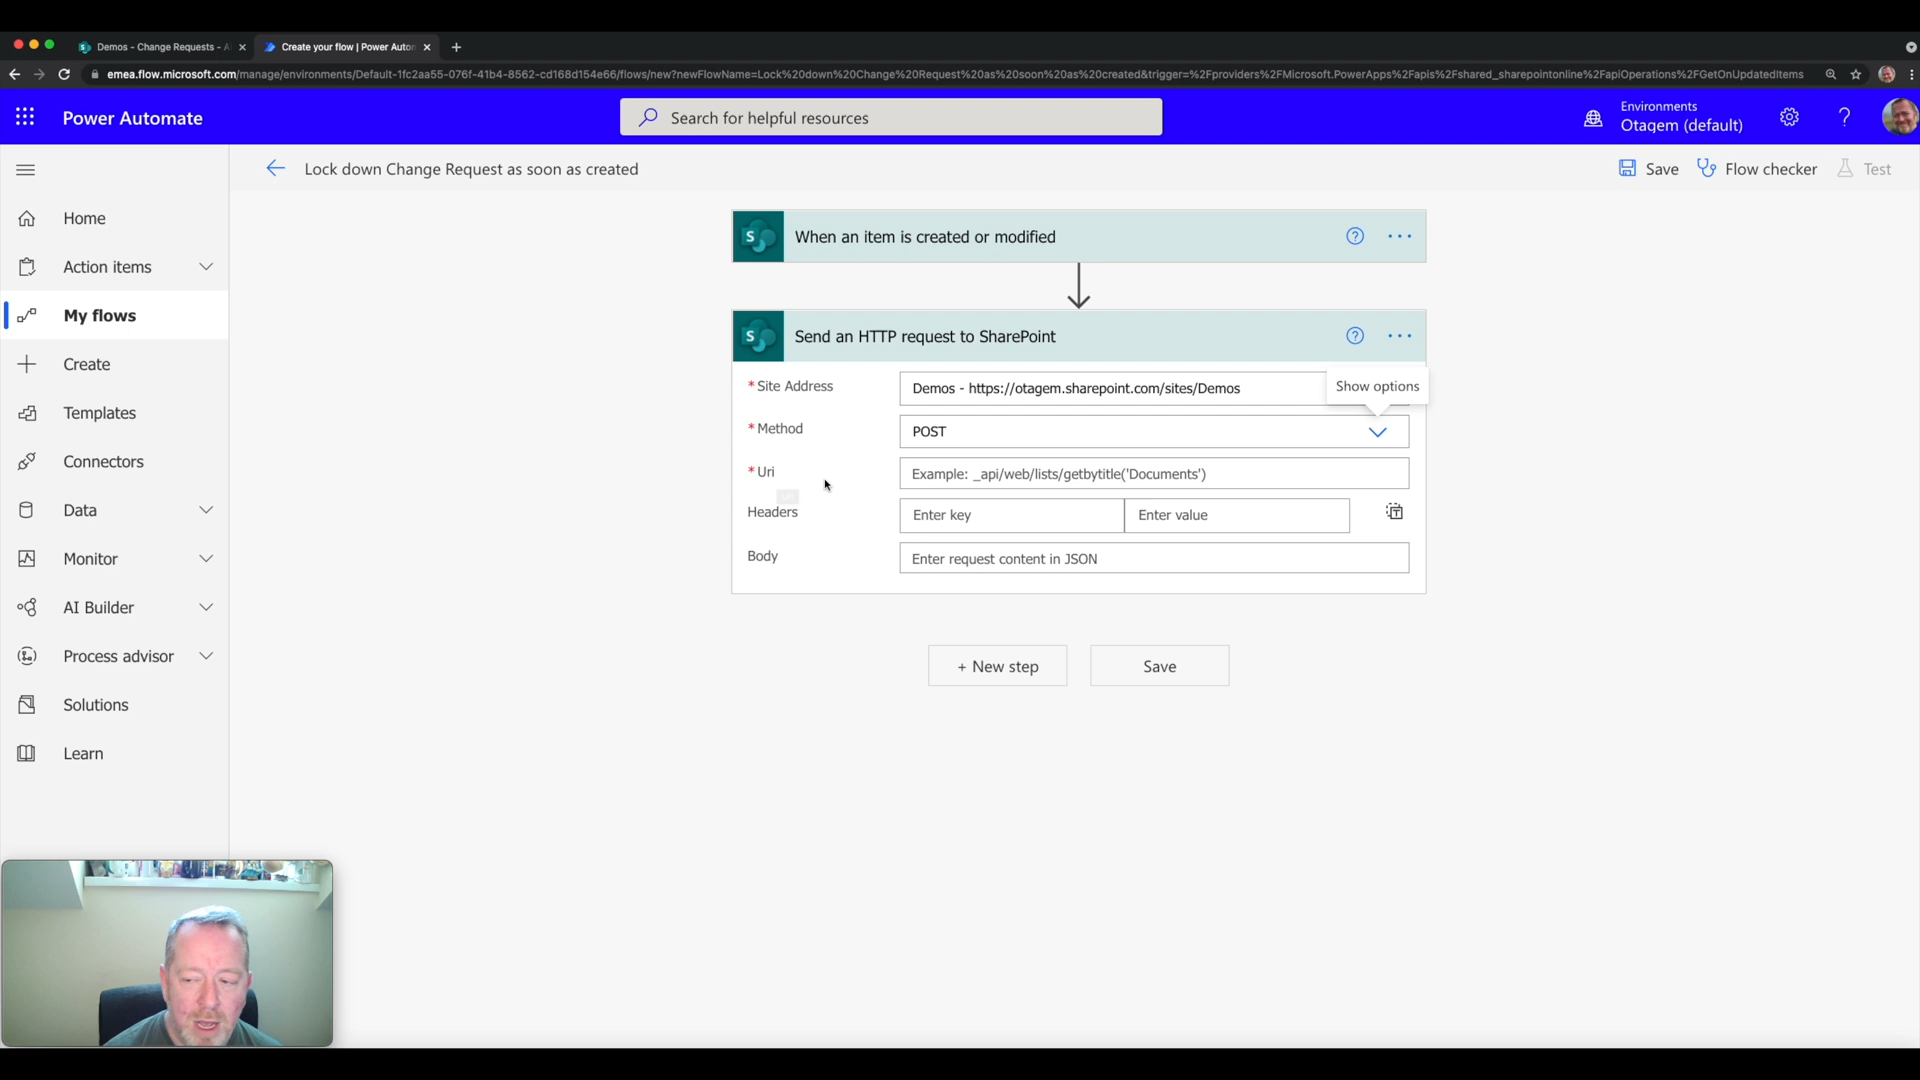 Demos - Change Requests - A
Create your flow | Power Auton
emea.flow.microsoft.com/manage/environments/Default-1fc2aa55-076f-41b4-8562-cd168d154e66/flows/new?newFlowName=Lock%20down%20Change%20Request%20as%20soon%20as%20created&trigger=%2Fproviders%2FMicrosoft.PowerApps%2Fapis%2Fshared_sharepointonline%2FapiOperations%2FGetOnUpdatedItems
Power Automate
Search for helpful resources
Environments
Otagem (default)
Lock down Change Request as soon as created
Save
Flow checker
Test
Home
Action items
My flows
Create
Templates
Connectors
Data
Monitor
AI Builder
Process advisor
Solutions
Learn
S
When an item is created or modified
S
Send an HTTP request to SharePoint
* Site Address
Demos - https://otagem.sharepoint.com/sites/Demos
Show options
* Method
POST
* Uri
Example: _api/web/lists/getbytitle('Documents')
Headers
Enter key
Enter value
Body
Enter request content in JSON
+ New step
Save